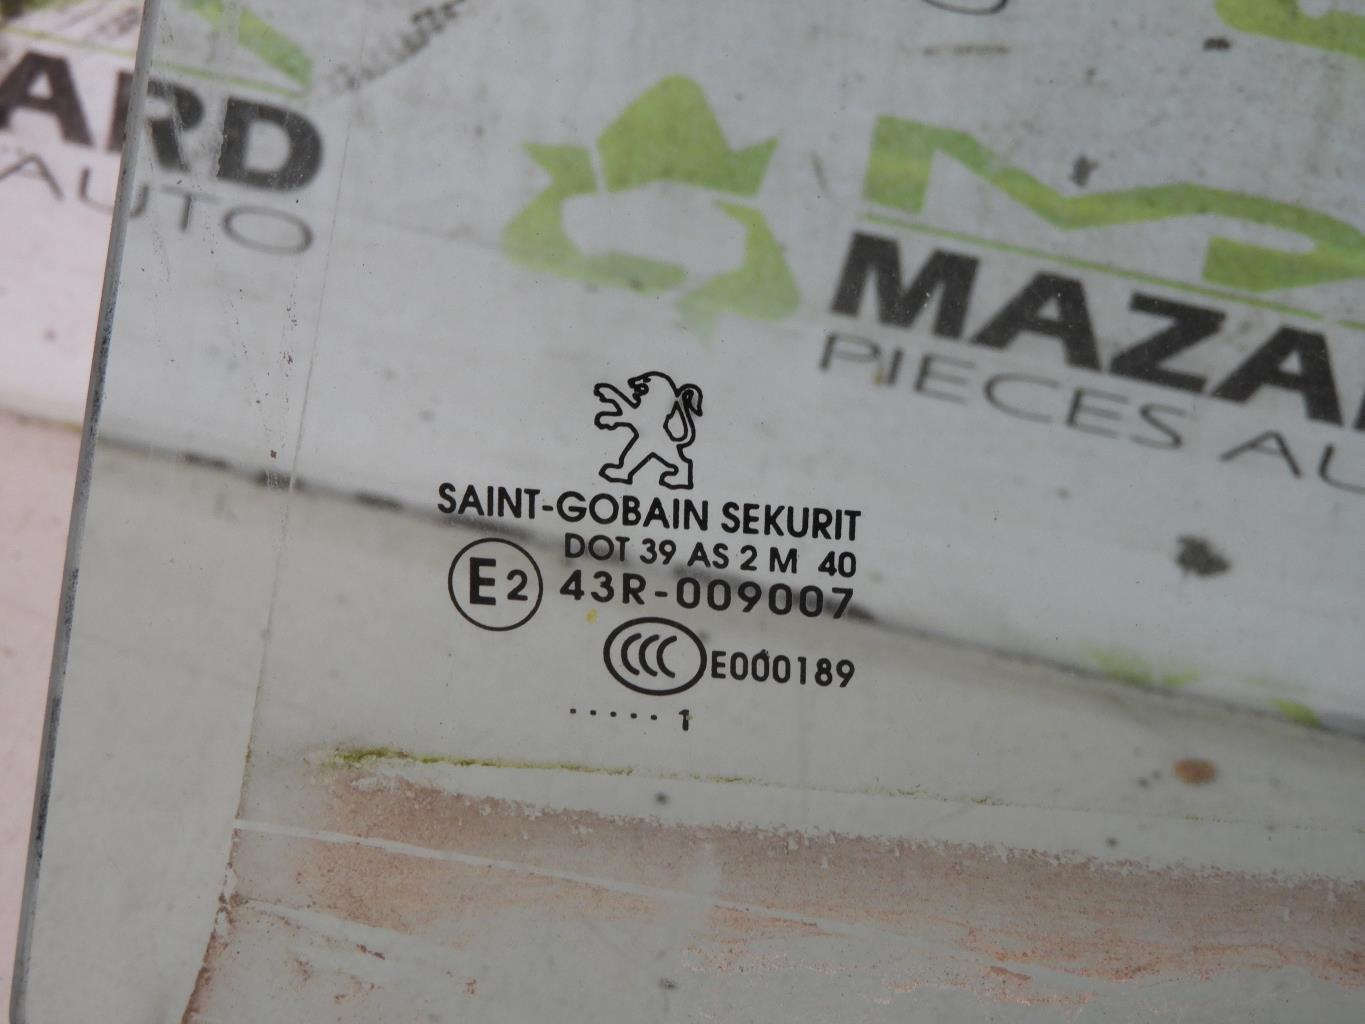 ARD
AUTO
MAZA
PIECES AU
SAINT-GOBAIN SEKURIT
DOT 39 AS 2 M 40
E2 43R-009007
CCC E000189
..... 1